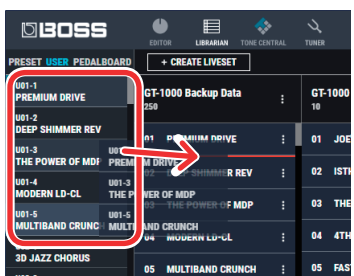 BOSS
EDITOR LIBRARIAN TONE CENTRAL TUNER
PRESET USER PEDALBOARD + CREATE LIVESET
U01-1
PREMIUM DRIVE
U01-2
DEEP SHIMMER REV
U01-3
THE POWER OF MDP
U01-4
MODERN LD-CL
U01-5
MULTIBAND CRUNCH
3D JAZZ CHORUS
U01
PREMIUM DRIVE
U01-3
THE POWER OF MDP
U01-5
MULTIBAND CRUNCH
GT-1000 Backup Data
250
01 PREMIUM DRIVE
02 DEEP SHIMMER REV
03 THE POWER OF MDP
04 MODERN LD-CL
05 MULTIBAND CRUNCH
GT-1000
10
01 JOE
02 ISTH
03 THE
04 4TH
05 FAS